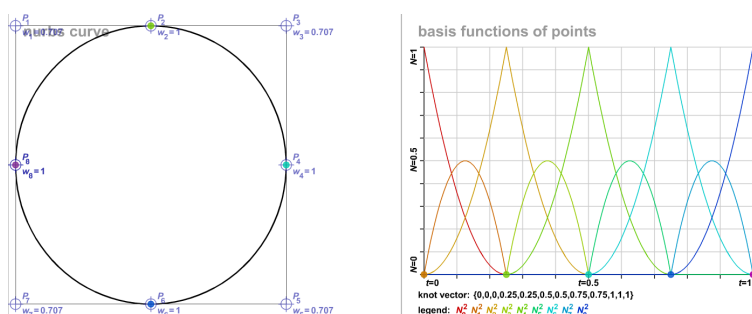 nurbs curve
P1
w1=0.707
P2
w2=1
P3
w3=0.707
P8
w8=1
P4
w4=1
P7
w7=0.707
P6
w6=1
P5
w5=0.707
basis functions of points
N=1
N=0.5
N=0
t=0
t=0.5
t=1
knot vector: {0,0,0,0.25,0.25,0.5,0.5,0.75,0.75,1,1,1}
legend: